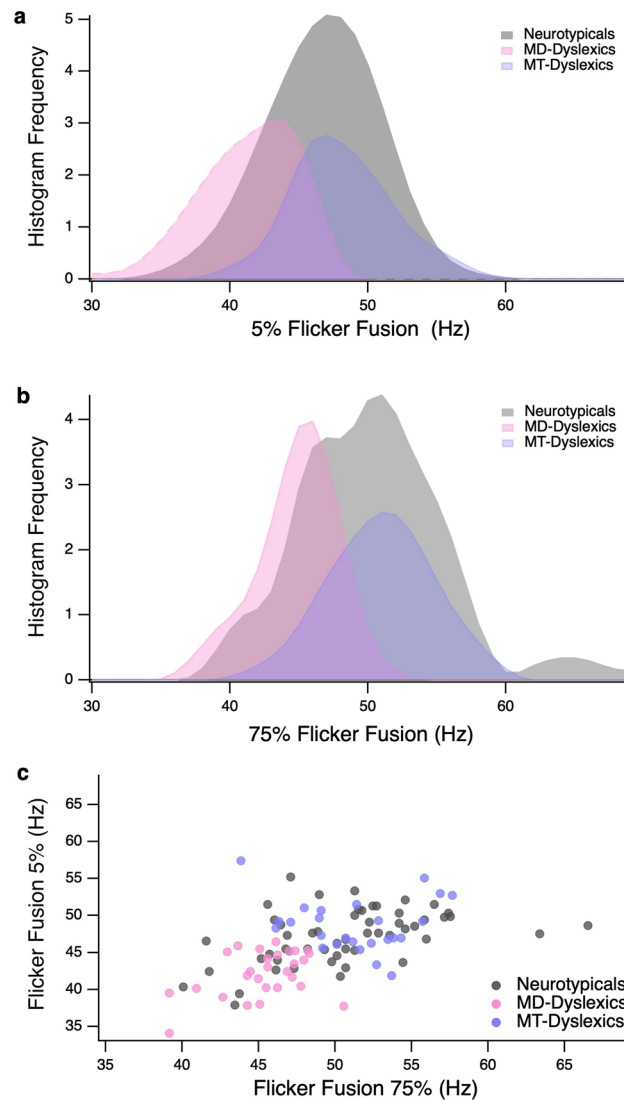 a
5
4
3
2
1
0
Histogram Frequency
Neurotypicals
MD-Dyslexics
MT-Dyslexics
30 40 50 60
5% Flicker Fusion (Hz)
b
4
3
2
1
0
Histogram Frequency
Neurotypicals
MD-Dyslexics
MT-Dyslexics
30 40 50 60
75% Flicker Fusion (Hz)
c
65
60
55
50
45
40
35
Flicker Fusion 5% (Hz)
Neurotypicals
MD-Dyslexics
MT-Dyslexics
35 40 45 50 55 60 65
Flicker Fusion 75% (Hz)